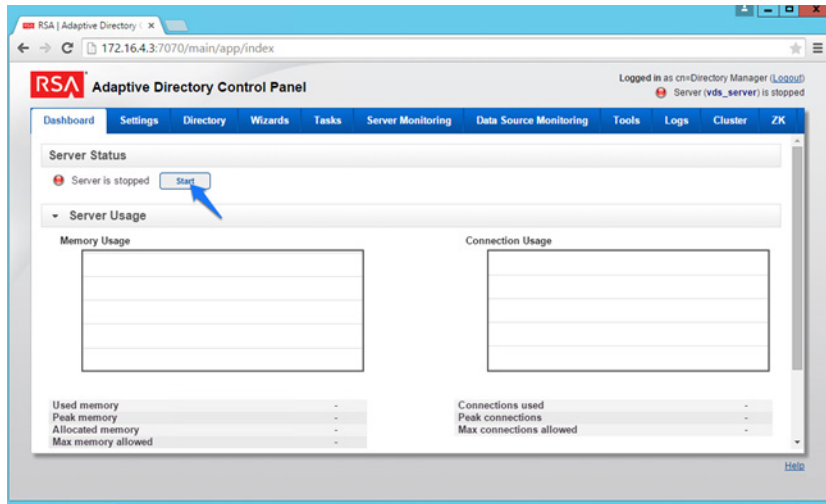 RSA | Adaptive Directory C
172.16.4.3:7070/main/app/index
RSA Adaptive Directory Control Panel
Logged in as cn=Directory Manager (Logout)
Server (vds_server) is stopped
Dashboard Settings Directory Wizards Tasks Server Monitoring Data Source Monitoring Tools Logs Cluster ZK
Server Status
Server is stopped Start
Server Usage
Memory Usage Connection Usage
Used memory - Connections used -
Peak memory - Peak connections -
Allocated memory - Max connections allowed -
Max memory allowed -
Help